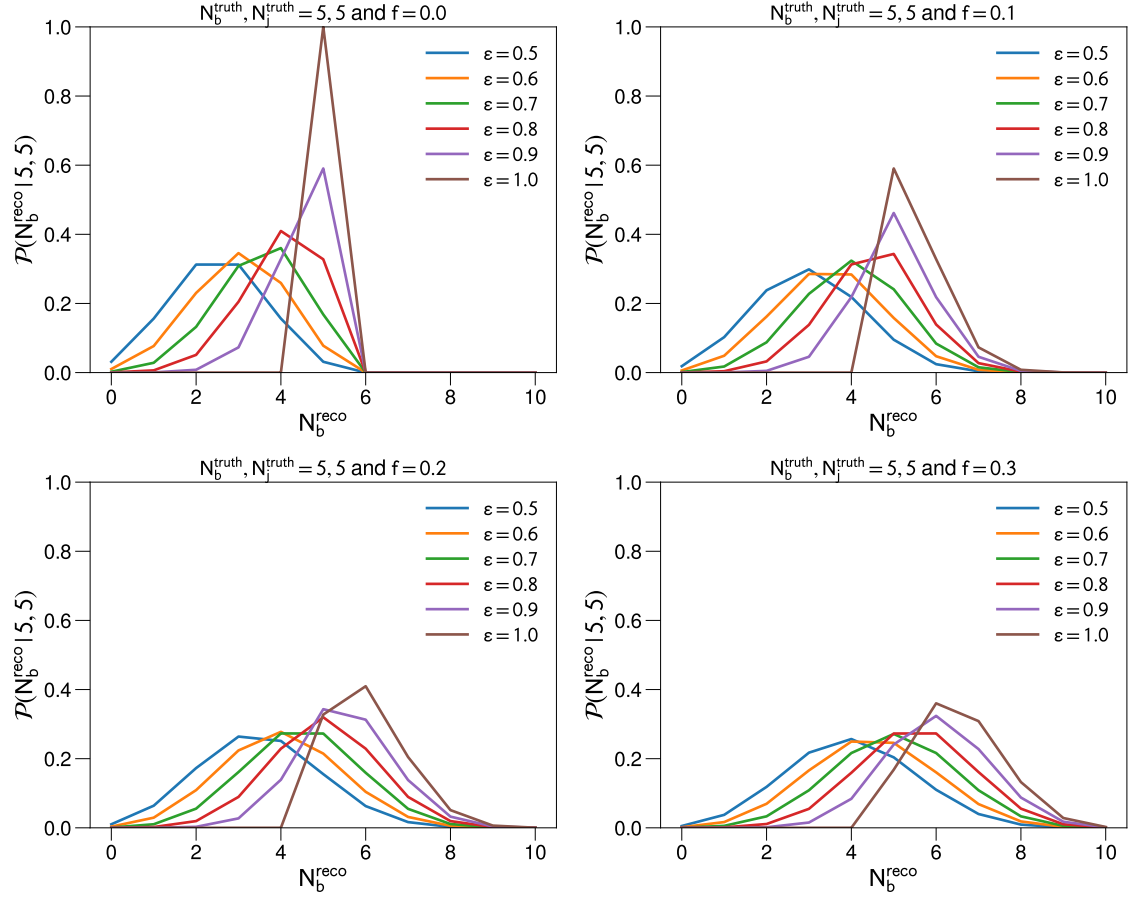 N_b^truth, N_j^truth = 5, 5 and f = 0.0
1.0
0.8
0.6
0.4
0.2
0.0
P(N_b^reco | 5, 5)
ε = 0.5
ε = 0.6
ε = 0.7
ε = 0.8
ε = 0.9
ε = 1.0
0 2 4 6 8 10
N_b^reco
N_b^truth, N_j^truth = 5, 5 and f = 0.1
1.0
0.8
0.6
0.4
0.2
0.0
P(N_b^reco | 5, 5)
ε = 0.5
ε = 0.6
ε = 0.7
ε = 0.8
ε = 0.9
ε = 1.0
0 2 4 6 8 10
N_b^reco
N_b^truth, N_j^truth = 5, 5 and f = 0.2
1.0
0.8
0.6
0.4
0.2
0.0
P(N_b^reco | 5, 5)
ε = 0.5
ε = 0.6
ε = 0.7
ε = 0.8
ε = 0.9
ε = 1.0
0 2 4 6 8 10
N_b^reco
N_b^truth, N_j^truth = 5, 5 and f = 0.3
1.0
0.8
0.6
0.4
0.2
0.0
P(N_b^reco | 5, 5)
ε = 0.5
ε = 0.6
ε = 0.7
ε = 0.8
ε = 0.9
ε = 1.0
0 2 4 6 8 10
N_b^reco